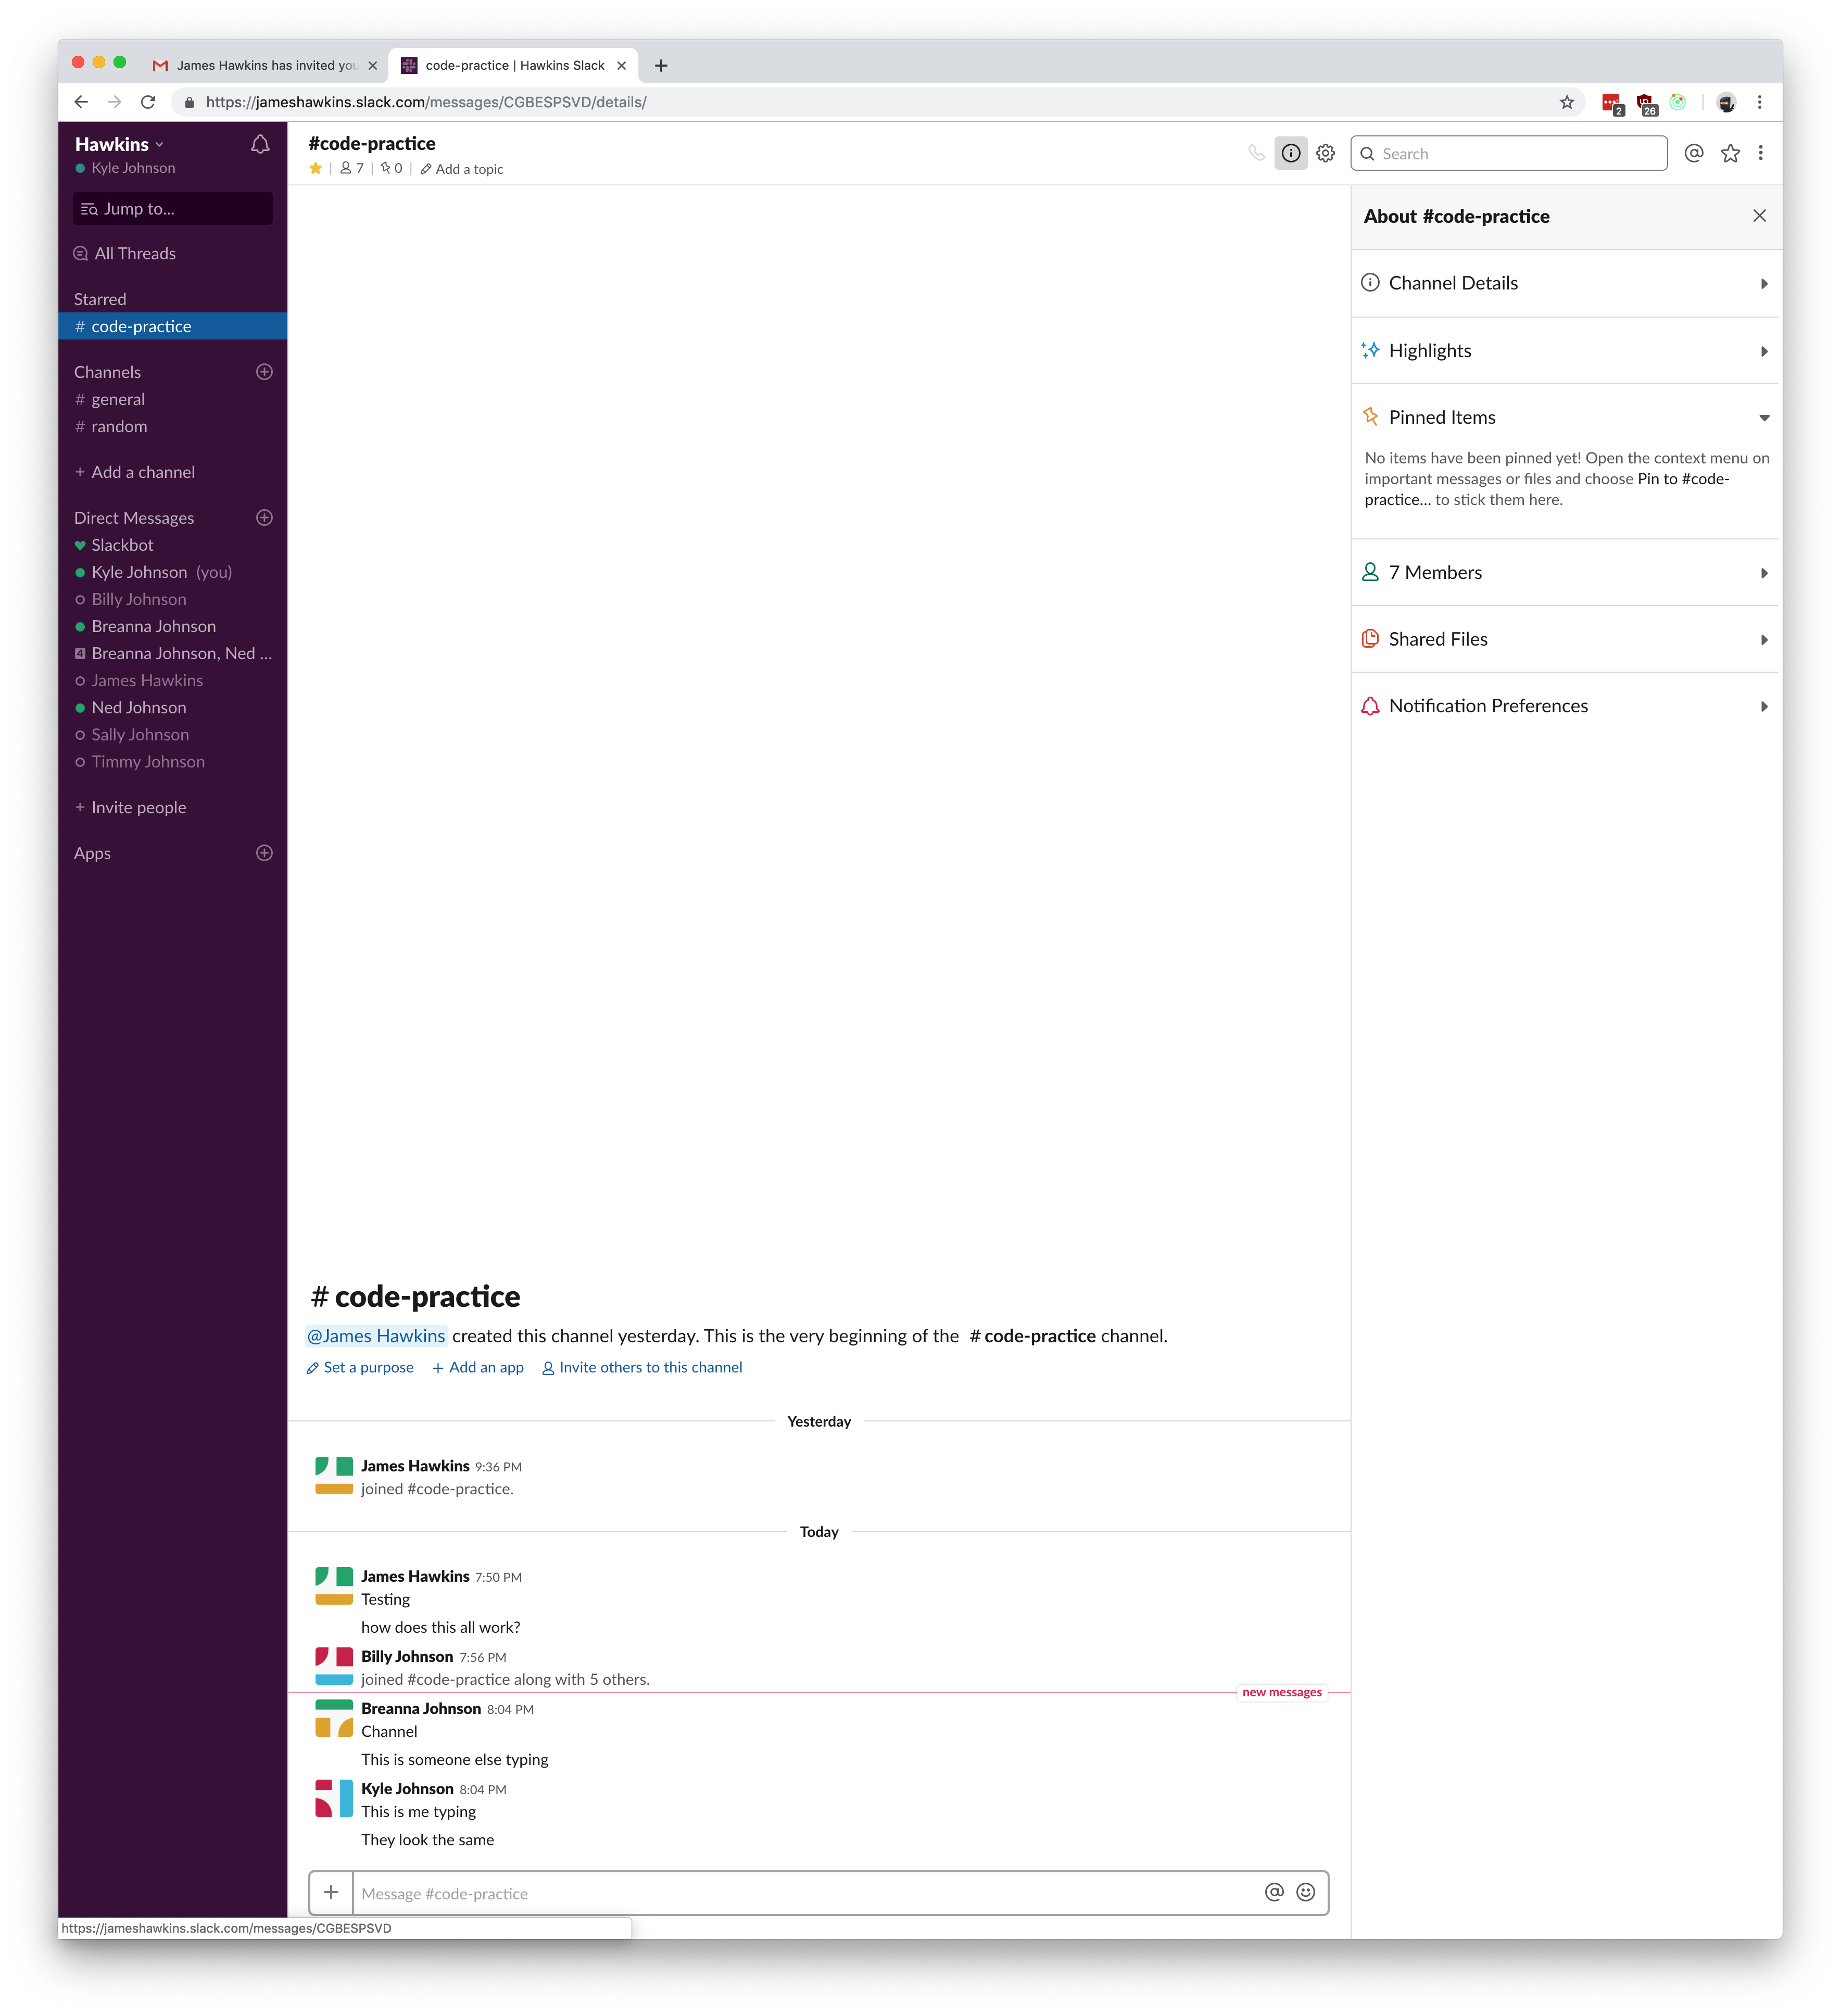 James Hawkins has invited you
code-practice | Hawkins Slack
https://jameshawkins.slack.com/messages/CGBESPSVD/details/
2
26
Hawkins
Kyle Johnson
Jump to...
All Threads
Starred
# code-practice
Channels
# general
# random
+ Add a channel
Direct Messages
Slackbot
Kyle Johnson (you)
Billy Johnson
Breanna Johnson
4 Breanna Johnson, Ned ...
James Hawkins
Ned Johnson
Sally Johnson
Timmy Johnson
+ Invite people
Apps
#code-practice
| 7 | 0 | Add a topic
Search
About #code-practice
Channel Details
Highlights
Pinned Items
No items have been pinned yet! Open the context menu on
important messages or files and choose Pin to #code-
practice... to stick them here.
7 Members
Shared Files
Notification Preferences
# code-practice
@James Hawkins created this channel yesterday. This is the very beginning of the # code-practice channel.
Set a purpose + Add an app Invite others to this channel
Yesterday
James Hawkins 9:36 PM
joined #code-practice.
Today
James Hawkins 7:50 PM
Testing
how does this all work?
Billy Johnson 7:56 PM
joined #code-practice along with 5 others.
new messages
Breanna Johnson 8:04 PM
Channel
This is someone else typing
Kyle Johnson 8:04 PM
This is me typing
They look the same
Message #code-practice
https://jameshawkins.slack.com/messages/CGBESPSVD